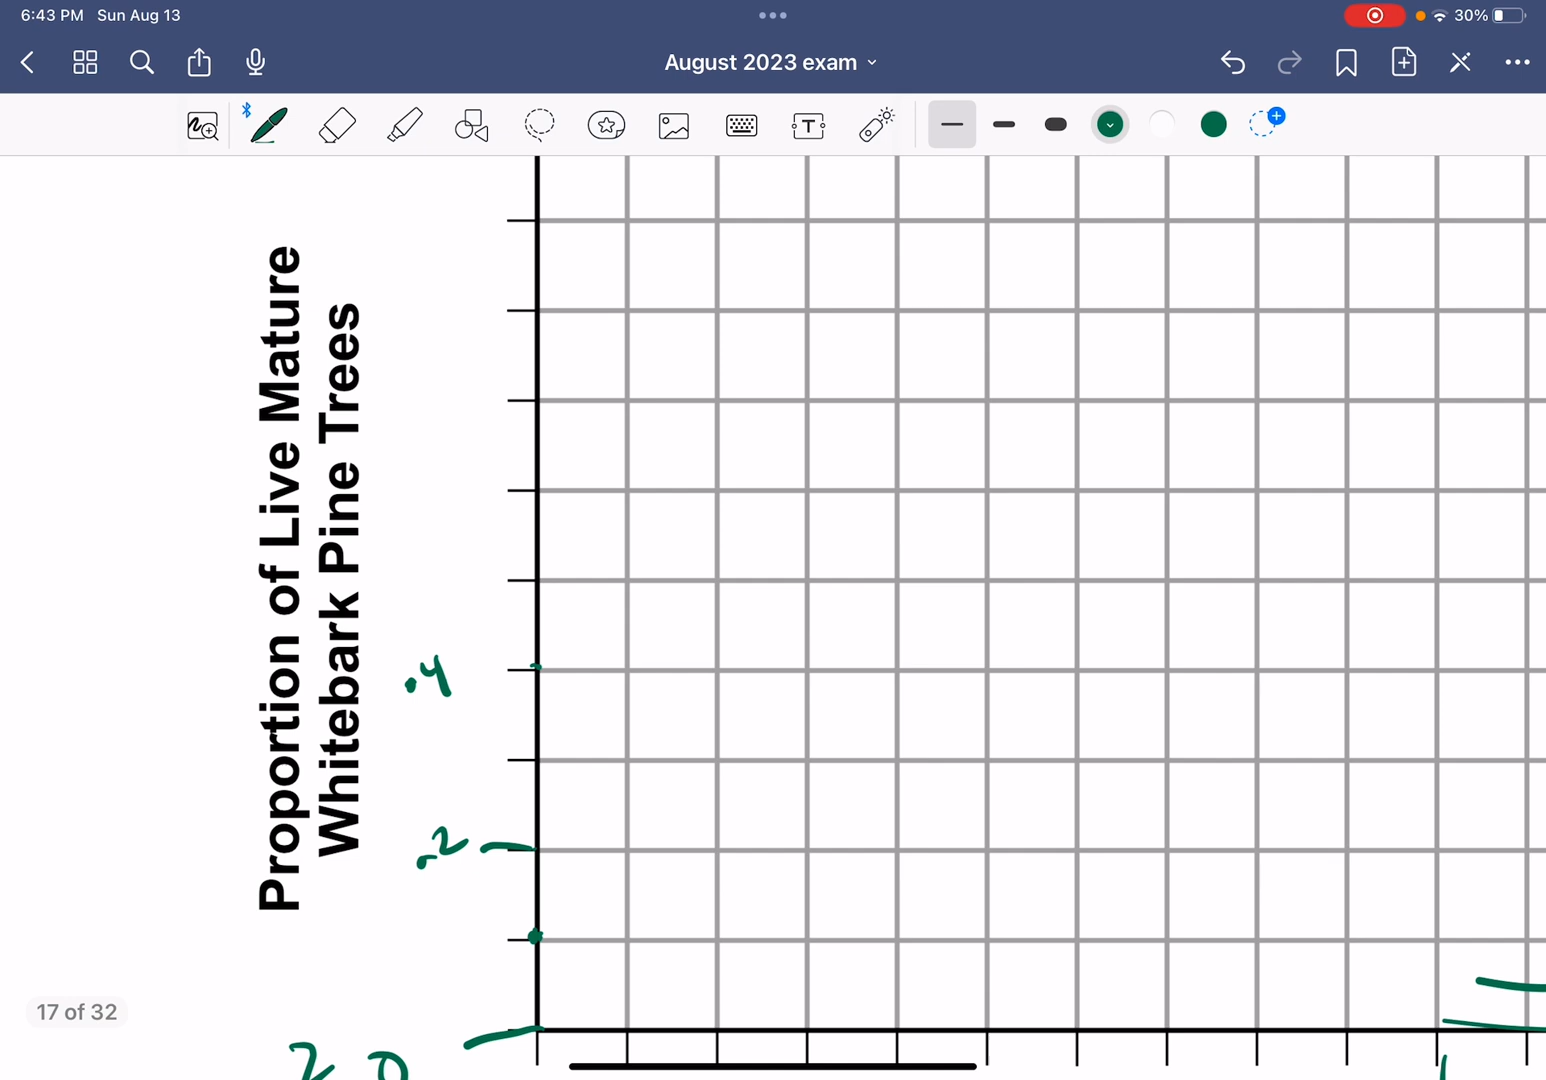 6:43 PM Sun Aug 13
30%
August 2023 exam
T
Proportion of Live Mature
Whitebark Pine Trees
.4
.2
17 of 32
0